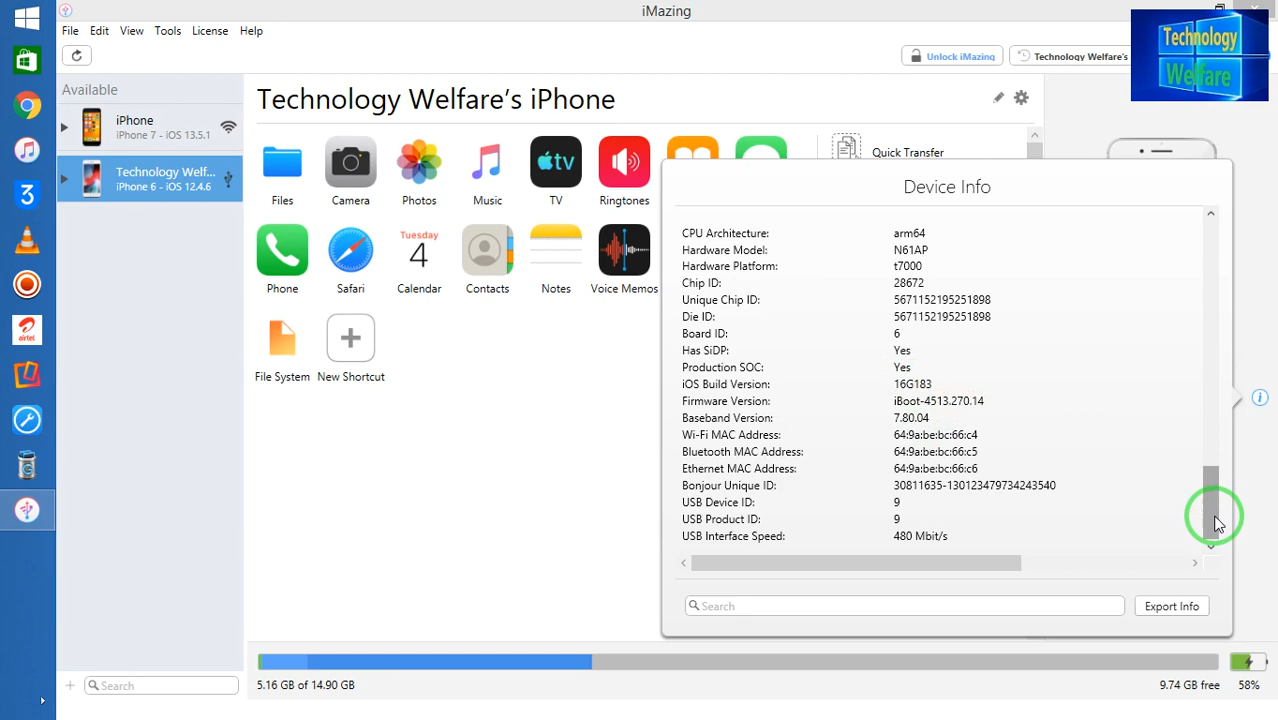 iMazing
File Edit View Tools License Help
Unlock iMazing
Technology Welfare's
Technology
Welfare
Available
iPhone
iPhone 7 - iOS 13.5.1
Technology Welf...
iPhone 6 - iOS 12.4.6
Technology Welfare's iPhone
tv
Files Camera Photos Music TV Ringtones
Quick Transfer
Tuesday
4
Phone Safari Calendar Contacts Notes Voice Memos
File System New Shortcut
Device Info
CPU Architecture: arm64
Hardware Model: N61AP
Hardware Platform: t7000
Chip ID: 28672
Unique Chip ID: 5671152195251898
Die ID: 5671152195251898
Board ID: 6
Has SiDP: Yes
Production SOC: Yes
iOS Build Version: 16G183
Firmware Version: iBoot-4513.270.14
Baseband Version: 7.80.04
Wi-Fi MAC Address: 64:9a:be:bc:66:c4
Bluetooth MAC Address: 64:9a:be:bc:66:c5
Ethernet MAC Address: 64:9a:be:bc:66:c6
Bonjour Unique ID: 30811635-130123479734243540
USB Device ID: 9
USB Product ID: 9
USB Interface Speed: 480 Mbit/s
Search
Export Info
3
airtel
Search
5.16 GB of 14.90 GB
9.74 GB free
58%